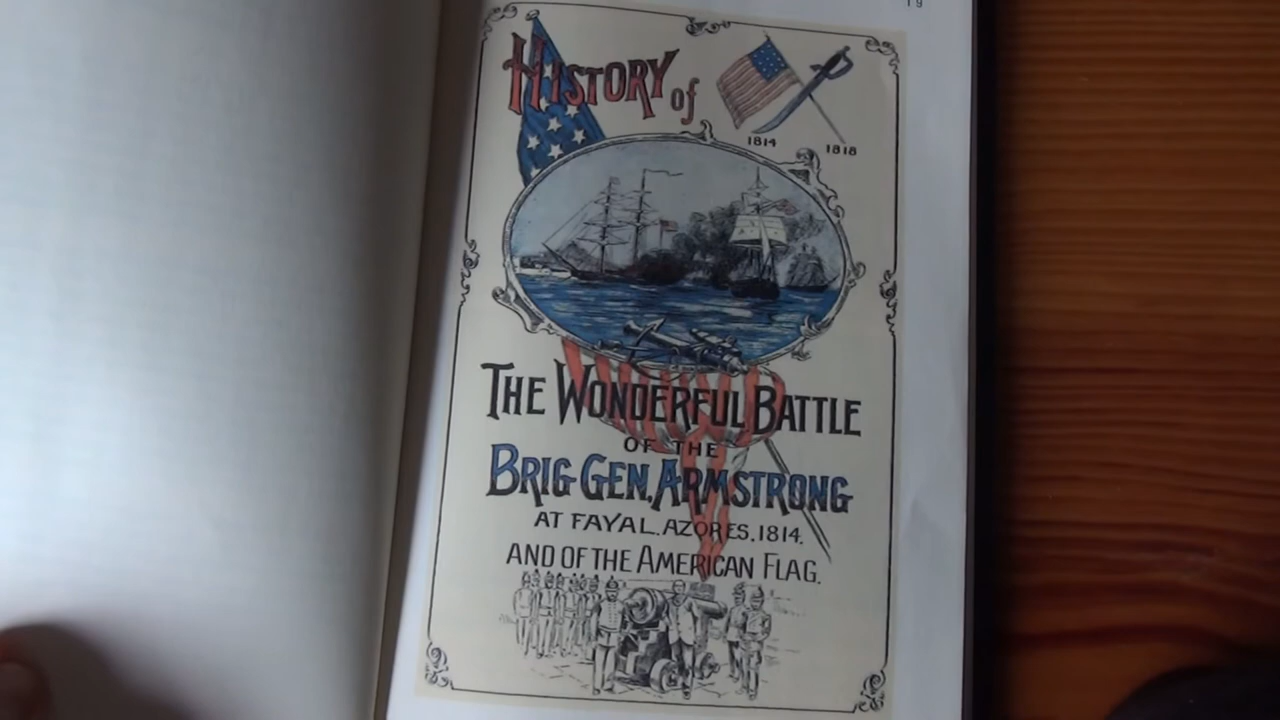 19
HISTORY of
1814 1818
THE WONDERFUL BATTLE
OF THE
BRIG GEN. ARMSTRONG
AT FAYAL. AZORES. 1814.
AND OF THE AMERICAN FLAG.